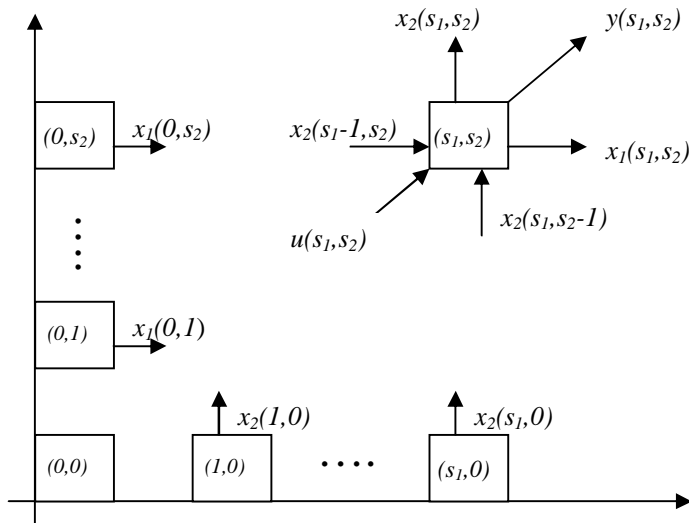 x₂(s₁,s₂) y(s₁,s₂)
(0,s₂) x₁(0,s₂) x₂(s₁-1,s₂) (s₁,s₂) x₁(s₁,s₂)
u(s₁,s₂) x₂(s₁,s₂-1)
(0,1) x₁(0,1)
x₂(1,0) x₂(s₁,0)
(0,0) (1,0) (s₁,0)